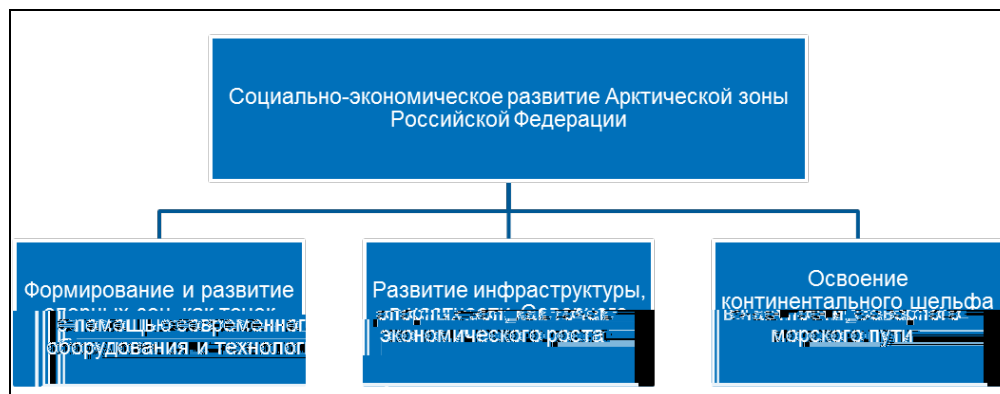 Социально-экономическое развитие Арктической зоны
Российской Федерации
Формирование и развитие
помощью современного
оборудования и
Развитие инфраструктуры,
экономического роста
Освоение
континентального шельфа
морского пути